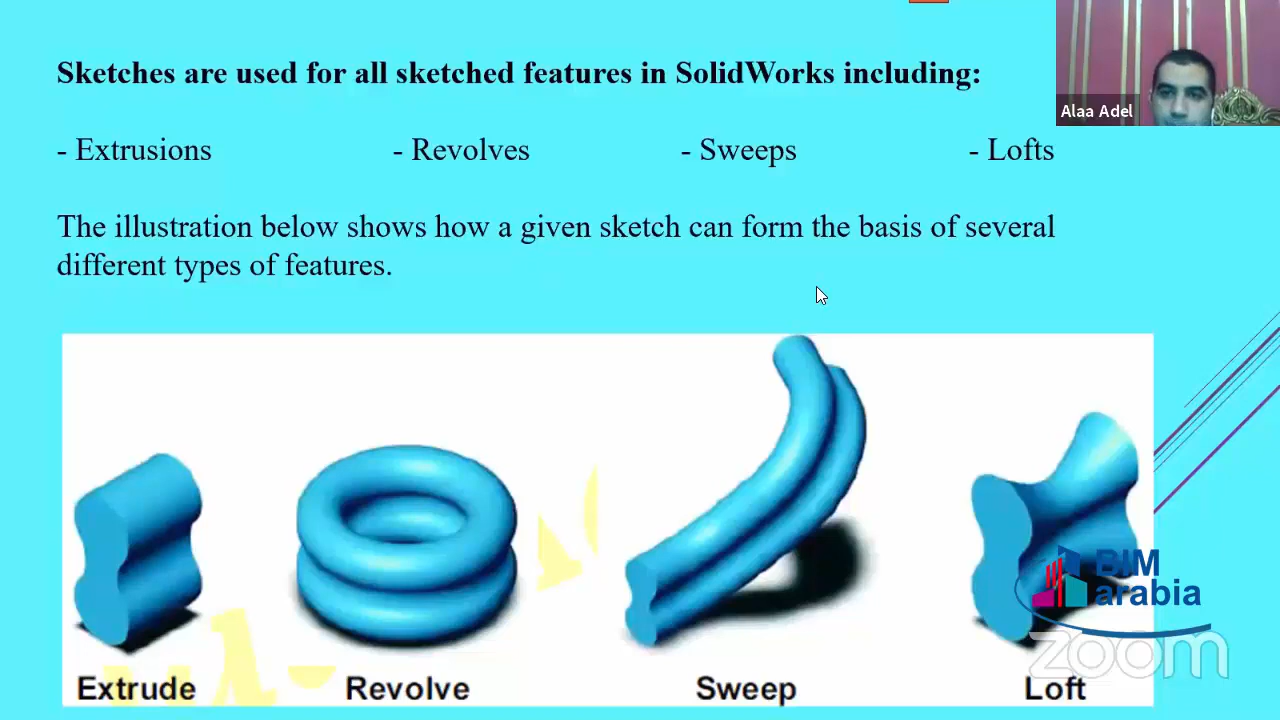 Sketches are used for all sketched features in SolidWorks including:
Alaa Adel
- Extrusions - Revolves - Sweeps - Lofts
The illustration below shows how a given sketch can form the basis of several
different types of features.
BIM
arabia
zoom
Extrude Revolve Sweep Loft